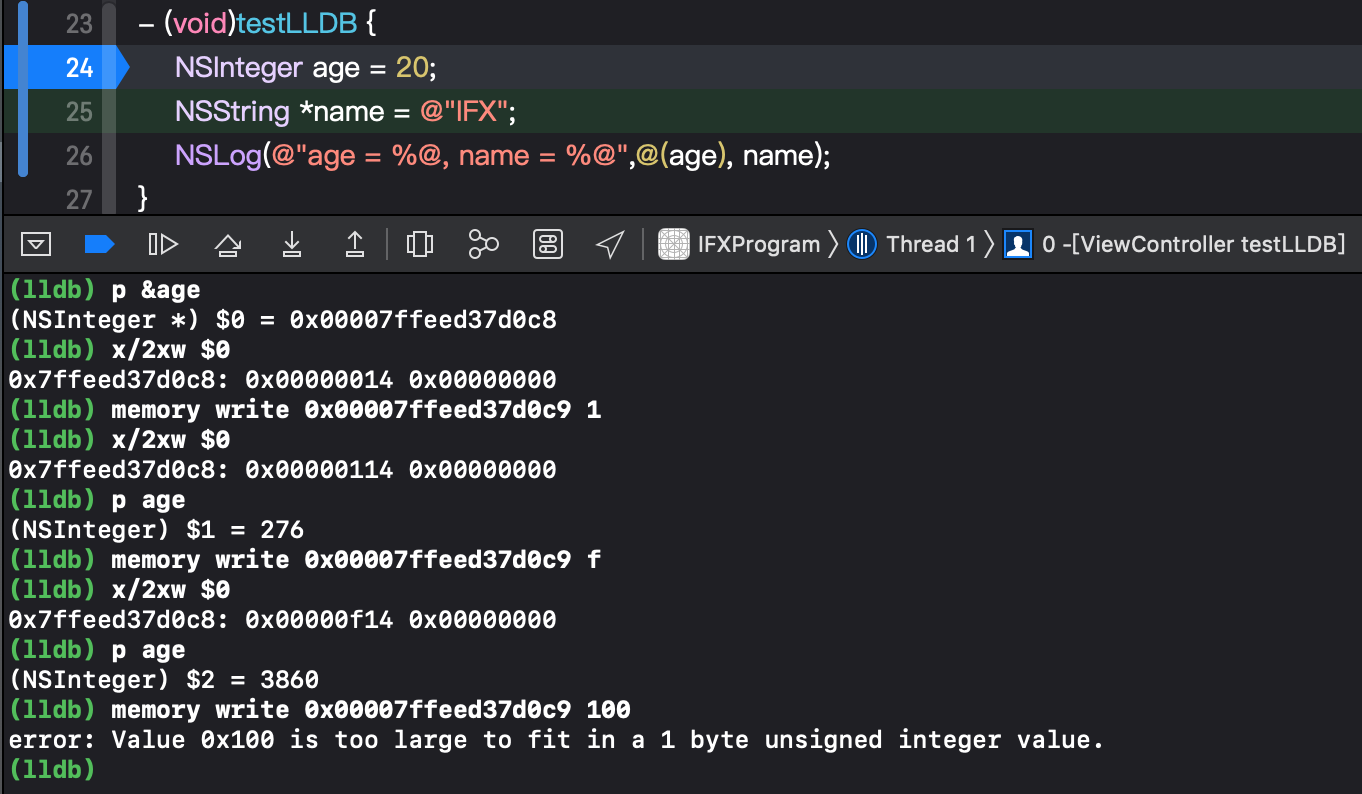 23 - (void)testLLDB {
24 NSInteger age = 20;
25 NSString *name = @"IFX";
26 NSLog(@"age = %@, name = %@",@(age), name);
27 }
IFXProgram 〉 Thread 1 〉 0 -[ViewController testLLDB]
(lldb) p &age
(NSInteger *) $0 = 0x00007ffeed37d0c8
(lldb) x/2xw $0
0x7ffeed37d0c8: 0x00000014 0x00000000
(lldb) memory write 0x00007ffeed37d0c9 1
(lldb) x/2xw $0
0x7ffeed37d0c8: 0x00000114 0x00000000
(lldb) p age
(NSInteger) $1 = 276
(lldb) memory write 0x00007ffeed37d0c9 f
(lldb) x/2xw $0
0x7ffeed37d0c8: 0x00000f14 0x00000000
(lldb) p age
(NSInteger) $2 = 3860
(lldb) memory write 0x00007ffeed37d0c9 100
error: Value 0x100 is too large to fit in a 1 byte unsigned integer value.
(lldb)